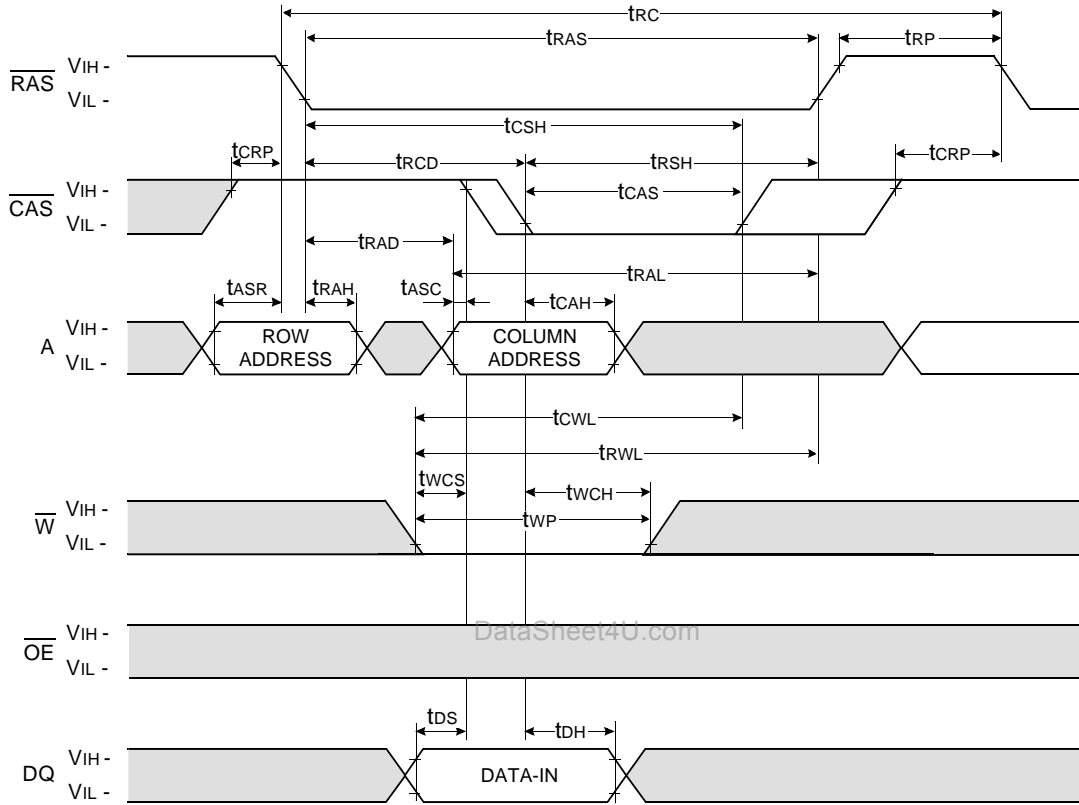 tRC
tRAS
tRP
RAS
VIH -
VIL -
tCSH
tCRP
tRCD
tRSH
tCRP
CAS
VIH -
VIL -
tCAS
tRAD
tRAL
tASR
tRAH
tASC
tCAH
A
VIH -
VIL -
ROW
ADDRESS
COLUMN
ADDRESS
tCWL
tRWL
tWCS
tWCH
W
VIH -
VIL -
tWP
OE
VIH -
VIL -
DataSheet4U.com
tDS
tDH
DQ
VIH -
VIL -
DATA-IN